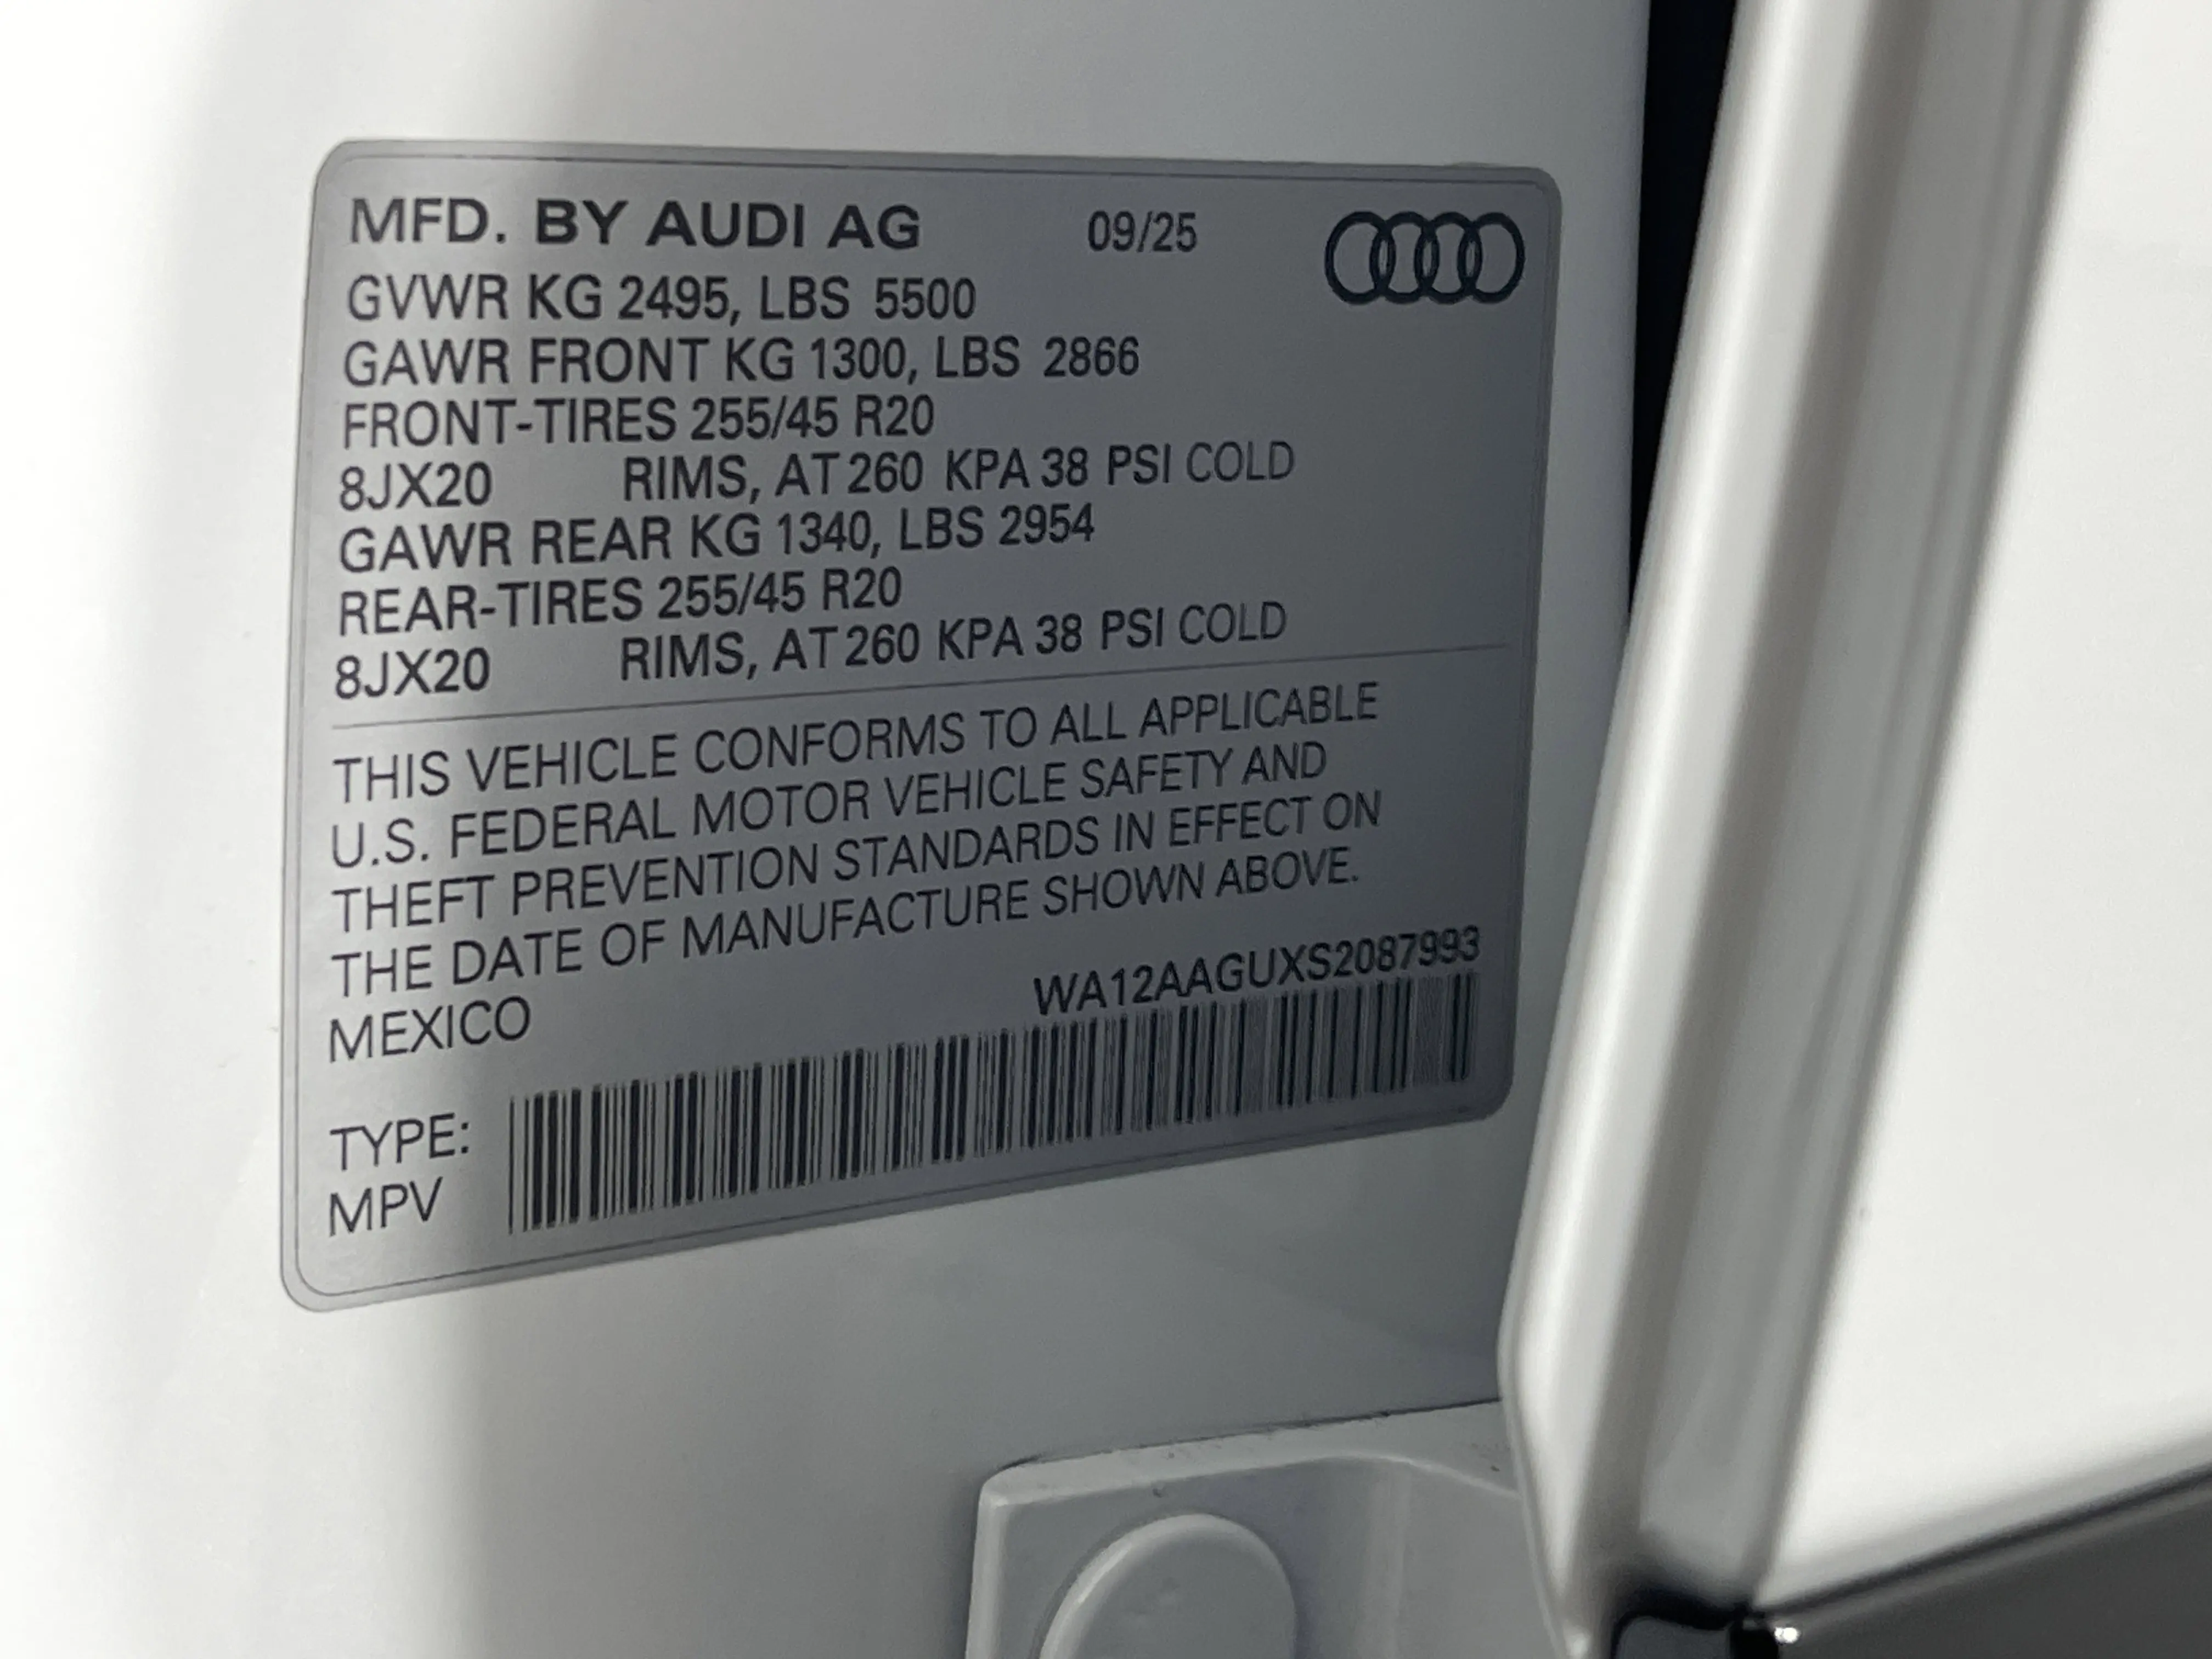 MFD. BY AUDI AG 09/25
GVWR KG 2495, LBS 5500
GAWR FRONT KG 1300, LBS 2866
FRONT-TIRES 255/45 R20
8JX20 RIMS, AT 260 KPA 38 PSI COLD
GAWR REAR KG 1340, LBS 2954
REAR-TIRES 255/45 R20
8JX20 RIMS, AT 260 KPA 38 PSI COLD
THIS VEHICLE CONFORMS TO ALL APPLICABLE
U.S. FEDERAL MOTOR VEHICLE SAFETY AND
THEFT PREVENTION STANDARDS IN EFFECT ON
THE DATE OF MANUFACTURE SHOWN ABOVE.
MEXICO WA12AAGUXS2087993
TYPE:
MPV